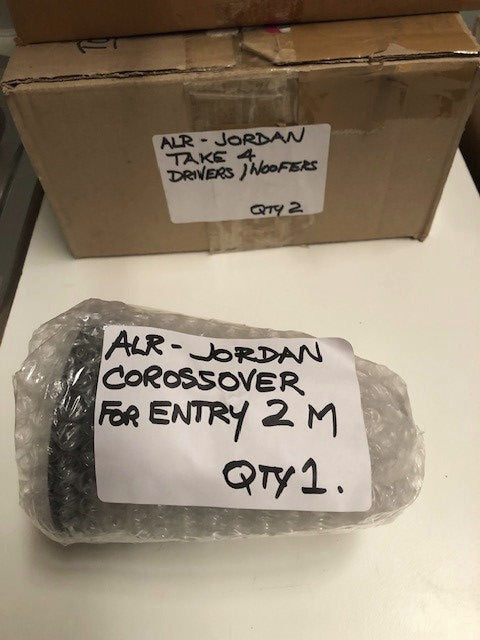 ALR - JORDAN
TAKE 4
DRIVERS / WOOFERS
QTY 2
ALR - JORDAN
COROSSOVER
FOR ENTRY 2 M
QTY 1.